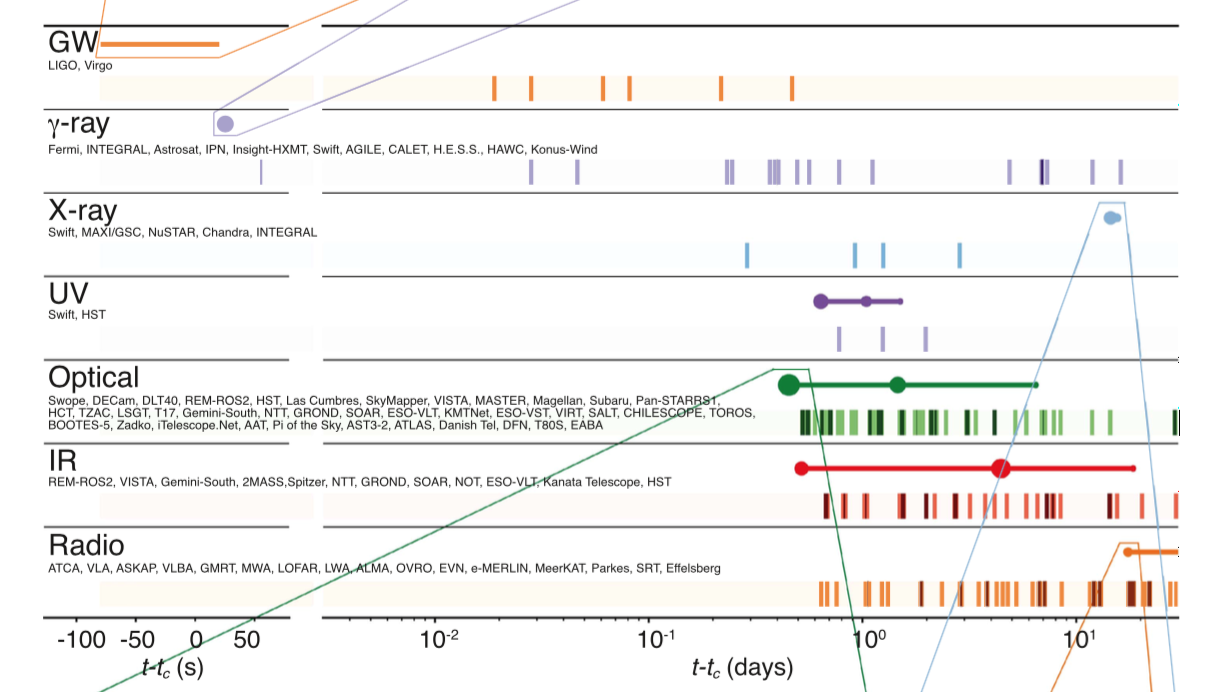 GW
LIGO, Virgo
γ-ray
Fermi, INTEGRAL, Astrosat, IPN, Insight-HXMT, Swift, AGILE, CALET, H.E.S.S., HAWC, Konus-Wind
X-ray
Swift, MAXI/GSC, NuSTAR, Chandra, INTEGRAL
UV
Swift, HST
Optical
Swope, DECam, DLT40, REM-ROS2, HST, Las Cumbres, SkyMapper, VISTA, MASTER, Magellan, Subaru, Pan-STARRS1,
HCT, TZAC, LSGT, T17, Gemini-South, NTT, GROND, SOAR, ESO-VLT, KMTNet, ESO-VST, VIRT, SALT, CHILESCOPE, TOROS,
BOOTES-5, Zadko, iTelescope.Net, AAT, Pi of the Sky, AST3-2, ATLAS, Danish Tel, DFN, T80S, EABA
IR
REM-ROS2, VISTA, Gemini-South, 2MASS,Spitzer, NTT, GROND, SOAR, NOT, ESO-VLT, Kanata Telescope, HST
Radio
ATCA, VLA, ASKAP, VLBA, GMRT, MWA, LOFAR, LWA, ALMA, OVRO, EVN, e-MERLIN, MeerKAT, Parkes, SRT, Effelsberg
-100 -50 0 50 10⁻² 10⁻¹ 10⁰ 10¹
t-t_c (s) t-t_c (days)